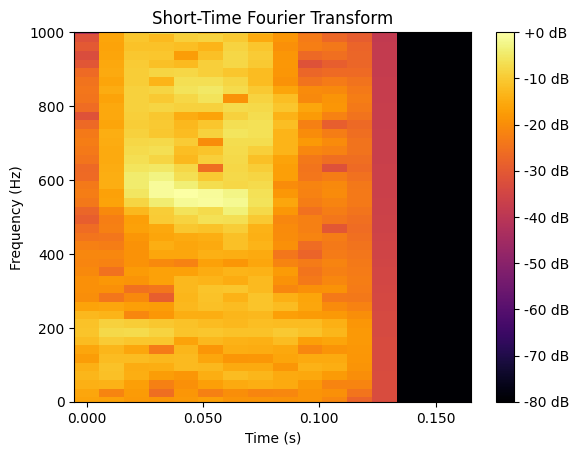 Short-Time Fourier Transform
Frequency (Hz)
1000
800
600
400
200
0
0.000 0.050 0.100 0.150
Time (s)
+0 dB
-10 dB
-20 dB
-30 dB
-40 dB
-50 dB
-60 dB
-70 dB
-80 dB